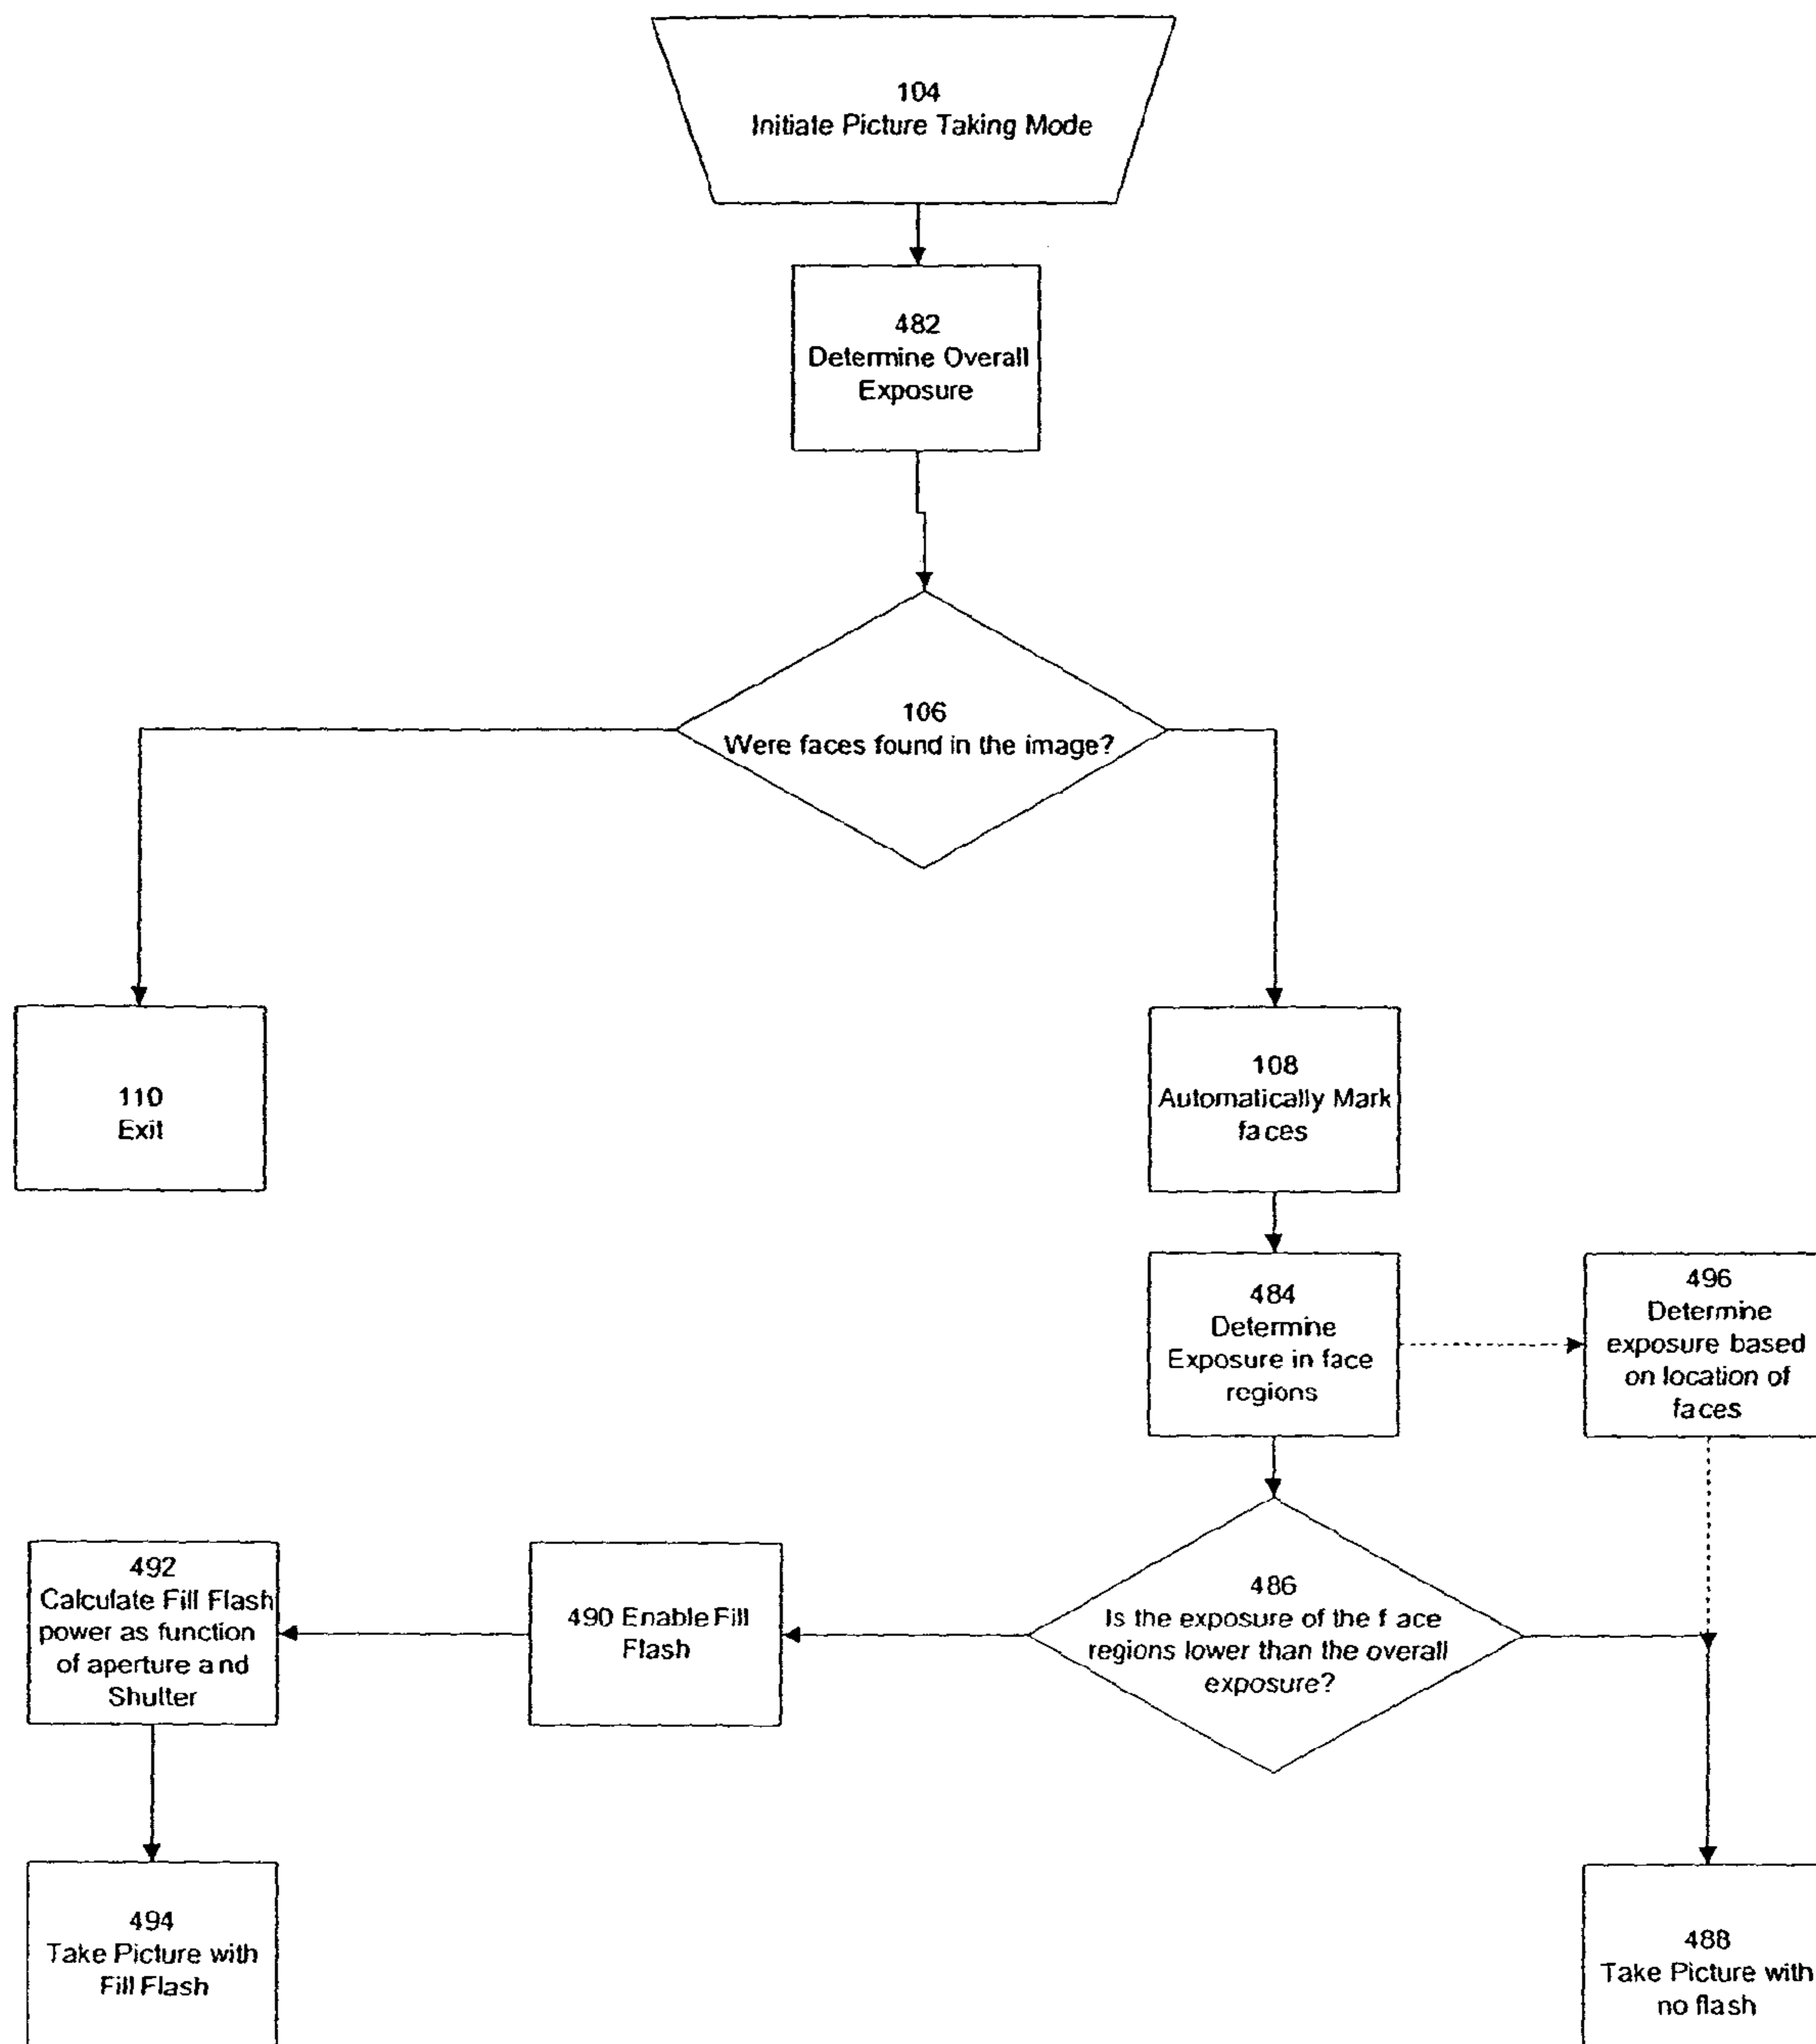 104
Initiate Picture Taking Mode
482
Determine Overall
Exposure
106
Were faces found in the image?
110
Exit
108
Automatically Mark
faces
484
Determine
Exposure in face
regions
496
Determine
exposure based
on location of
faces
492
Calculate Fill Flash
power as function
of aperture and
Shutter
490 Enable Fill
Flash
486
Is the exposure of the face
regions lower than the overall
exposure?
494
Take Picture with
Fill Flash
488
Take Picture with
no flash